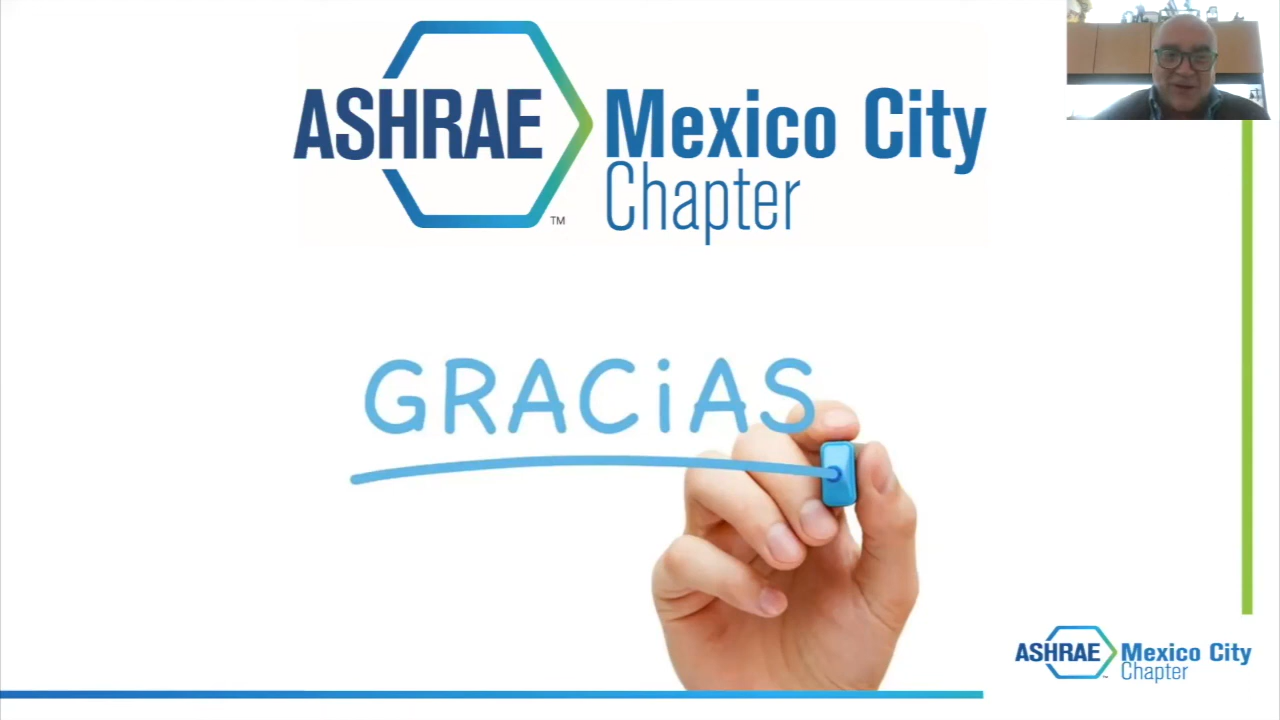 ASHRAE Mexico City
Chapter
TM
GRACiAS
ASHRAE Mexico City
Chapter